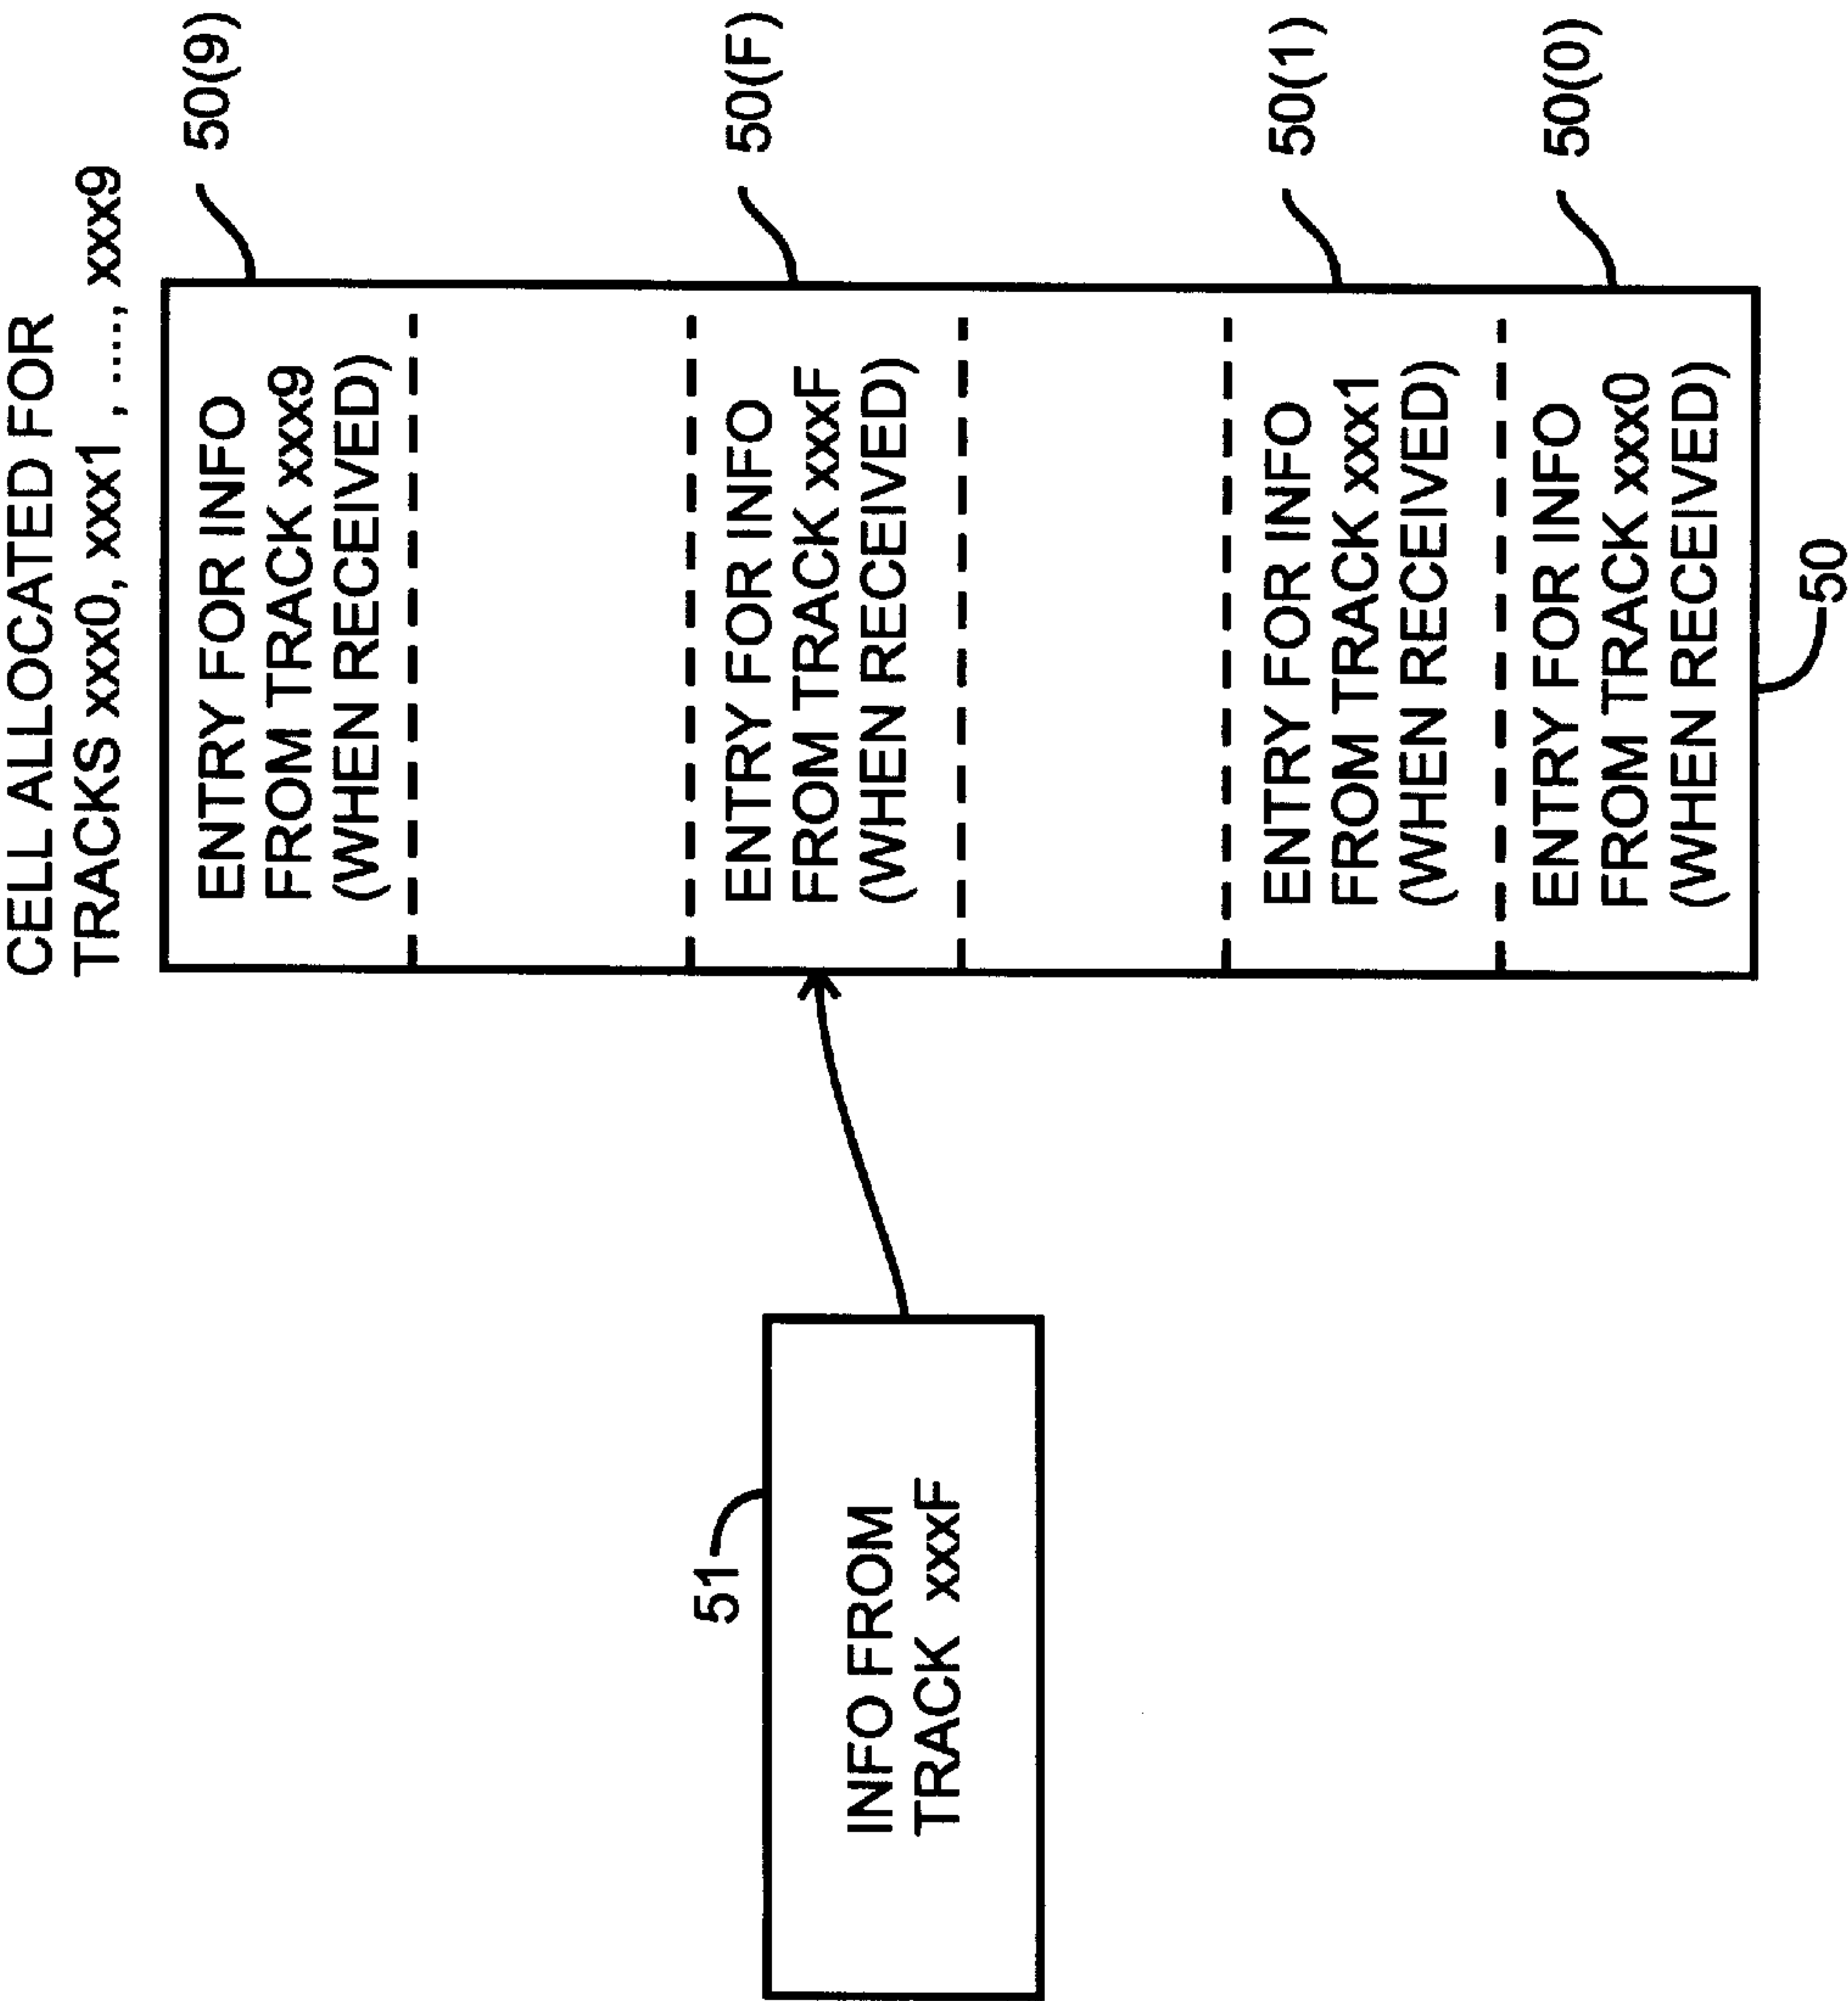 CELL ALLOCATED FOR
TRACKS xxx0, xxx1 , ....., xxx9
ENTRY FOR INFO
FROM TRACK xxx9
(WHEN RECEIVED)
50(9)
ENTRY FOR INFO
FROM TRACK xxxF
(WHEN RECEIVED)
50(F)
ENTRY FOR INFO
FROM TRACK xxx1
(WHEN RECEIVED)
50(1)
ENTRY FOR INFO
FROM TRACK xxx0
(WHEN RECEIVED)
50(0)
50
51
INFO FROM
TRACK xxxF